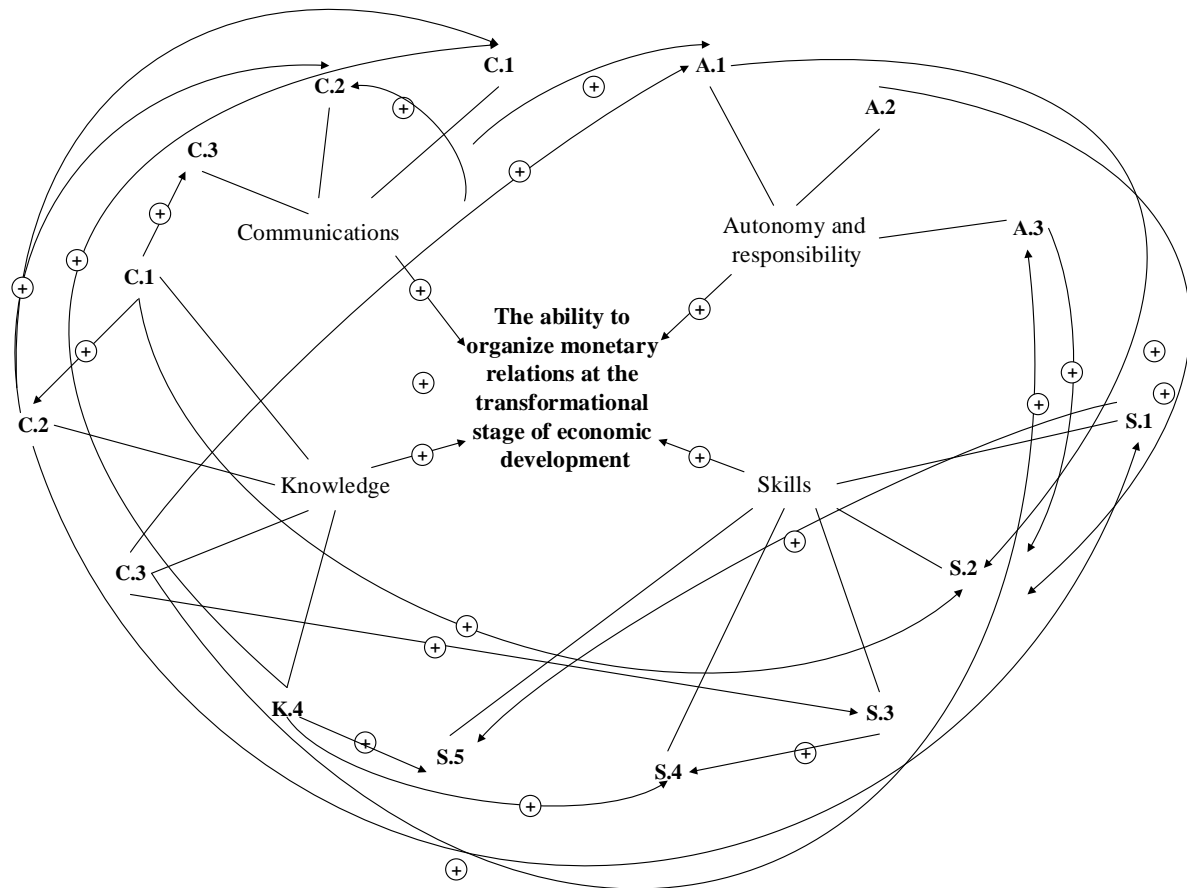 C.1
A.1
C.2
+
+
A.2
C.3
+
+
Communications
Autonomy and
responsibility
A.3
+
C.1
+
+
+
The ability to
organize monetary
relations at the
transformational
stage of economic
development
+
+
+
+
+
+
+
C.2
S.1
+
+
Knowledge
Skills
+
C.3
S.2
+
+
K.4
S.3
+
S.5
+
S.4
+
+